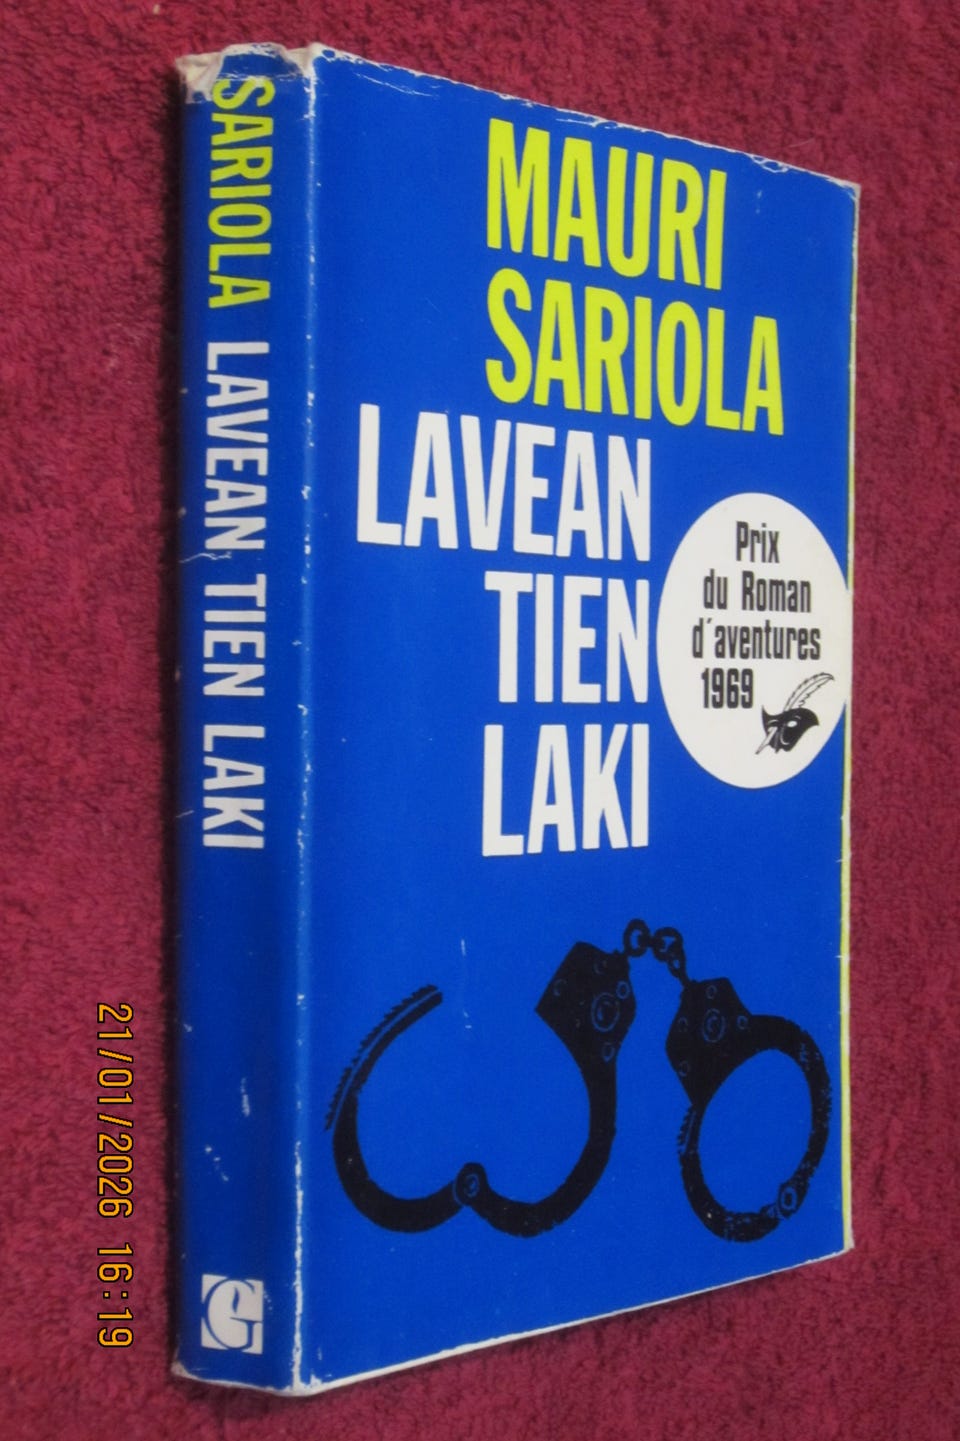 SARIOLA LAVEAN TIEN LAKI
G
MAURI
SARIOLA
LAVEAN
TIEN
LAKI
Prix
du Roman
d'aventures
1969
21/01/2026 16:19